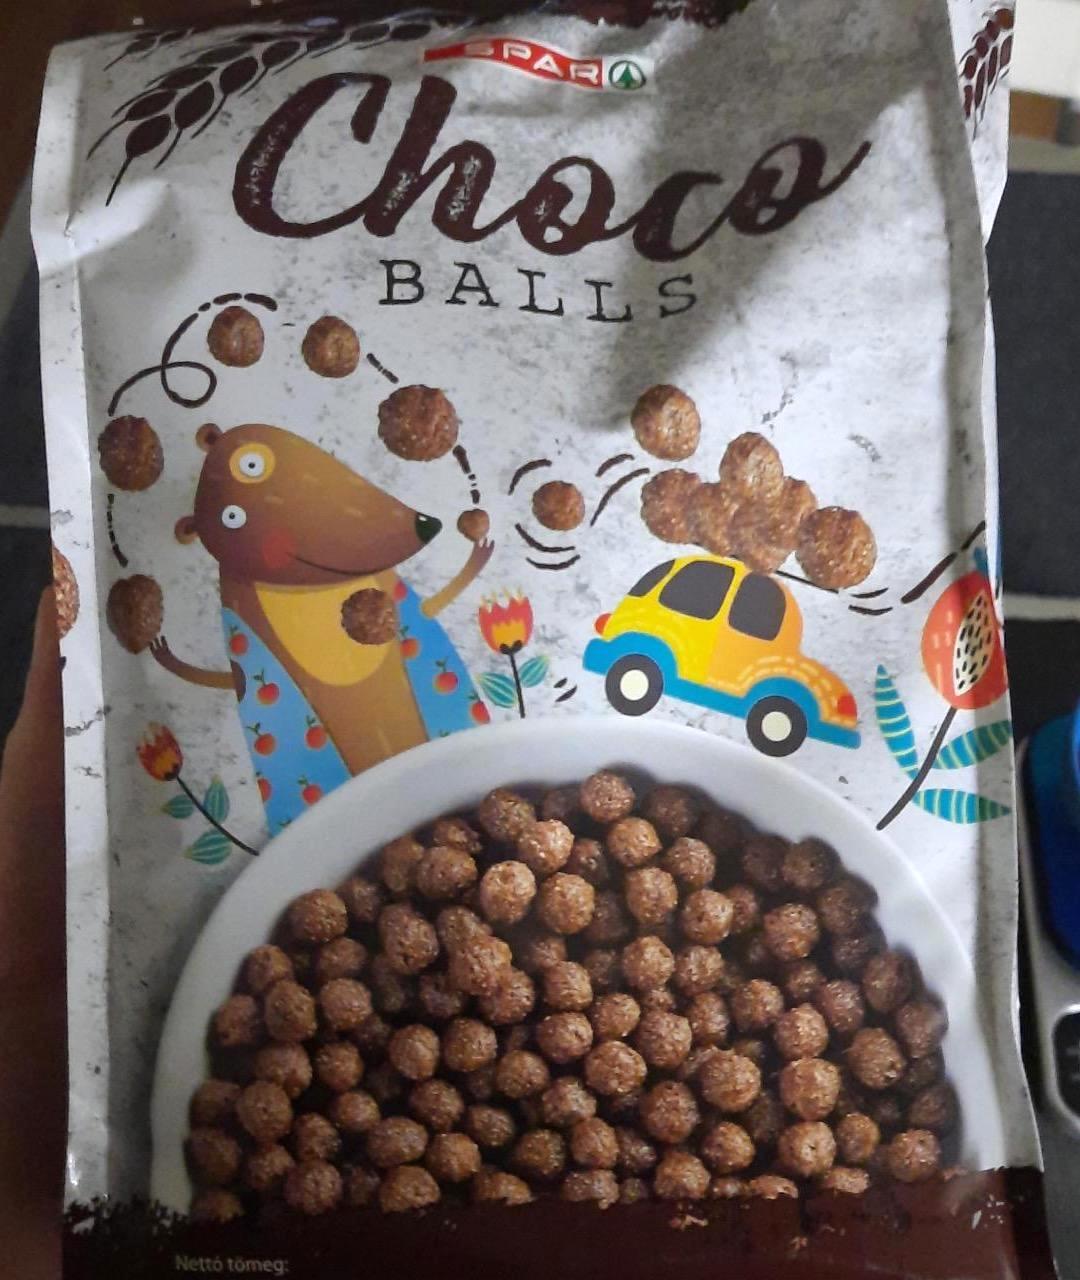 SPAR
Choco
BALLS
Nettó tömeg: